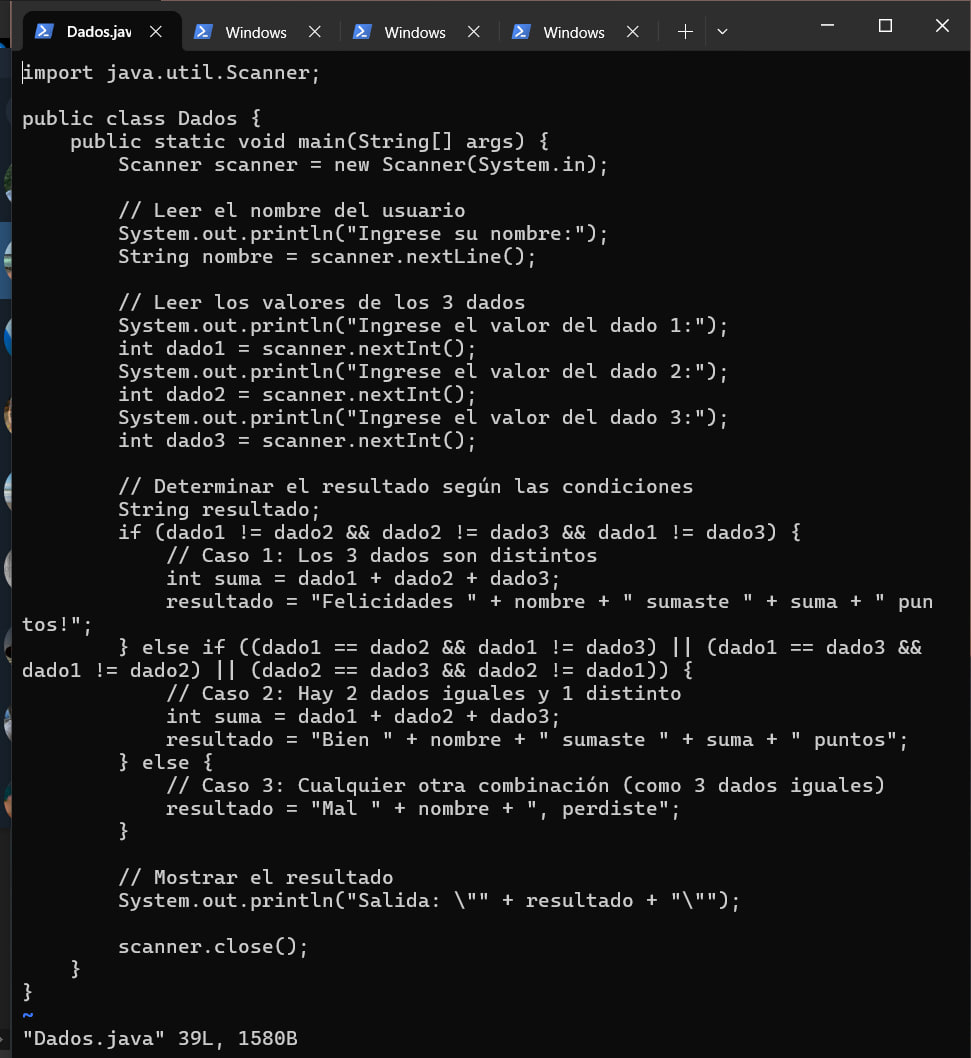 Dados.jav
Windows
Windows
Windows
import java.util.Scanner;
public class Dados {
    public static void main(String[] args) {
        Scanner scanner = new Scanner(System.in);
        // Leer el nombre del usuario
        System.out.println("Ingrese su nombre:");
        String nombre = scanner.nextLine();
        // Leer los valores de los 3 dados
        System.out.println("Ingrese el valor del dado 1:");
        int dado1 = scanner.nextInt();
        System.out.println("Ingrese el valor del dado 2:");
        int dado2 = scanner.nextInt();
        System.out.println("Ingrese el valor del dado 3:");
        int dado3 = scanner.nextInt();
        // Determinar el resultado según las condiciones
        String resultado;
        if (dado1 != dado2 && dado2 != dado3 && dado1 != dado3) {
            // Caso 1: Los 3 dados son distintos
            int suma = dado1 + dado2 + dado3;
            resultado = "Felicidades " + nombre + " sumaste " + suma + " pun
tos!";
        } else if ((dado1 == dado2 && dado1 != dado3) || (dado1 == dado3 &&
dado1 != dado2) || (dado2 == dado3 && dado2 != dado1)) {
            // Caso 2: Hay 2 dados iguales y 1 distinto
            int suma = dado1 + dado2 + dado3;
            resultado = "Bien " + nombre + " sumaste " + suma + " puntos";
        } else {
            // Caso 3: Cualquier otra combinación (como 3 dados iguales)
            resultado = "Mal " + nombre + ", perdiste";
        }
        // Mostrar el resultado
        System.out.println("Salida: \"" + resultado + "\"");
        scanner.close();
    }
}
~
"Dados.java" 39L, 1580B